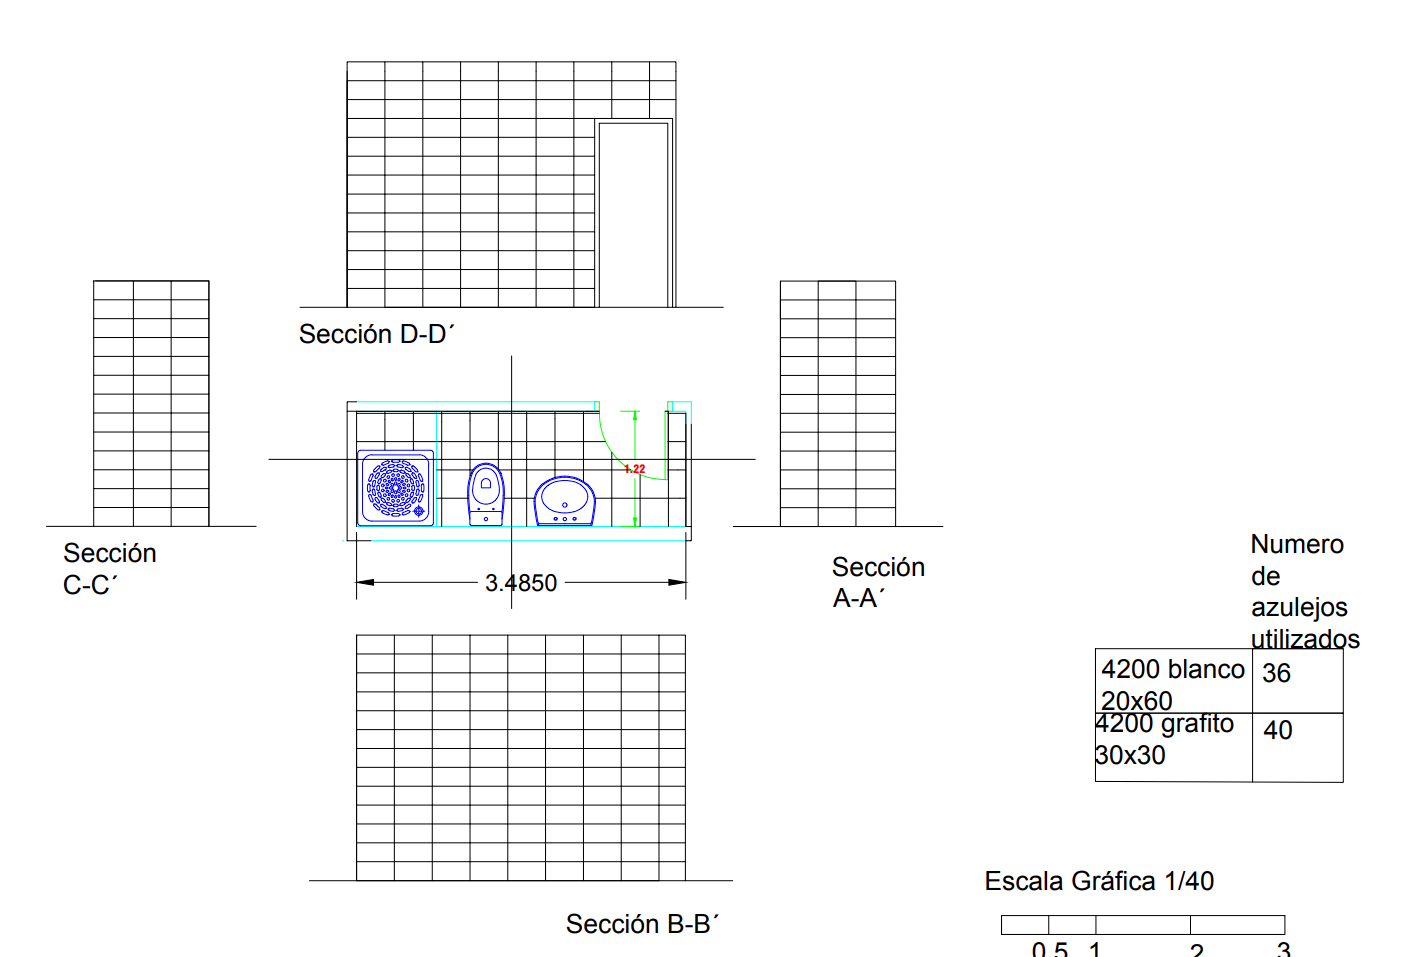 Sección D-D´
1.22
Sección
C-C´
3.4850
Sección
A-A´
Numero
de
azulejos
utilizados
4200 blanco
20x60
36
4200 grafito
30x30
40
Sección B-B´
Escala Gráfica 1/40
0.5 1 2 3